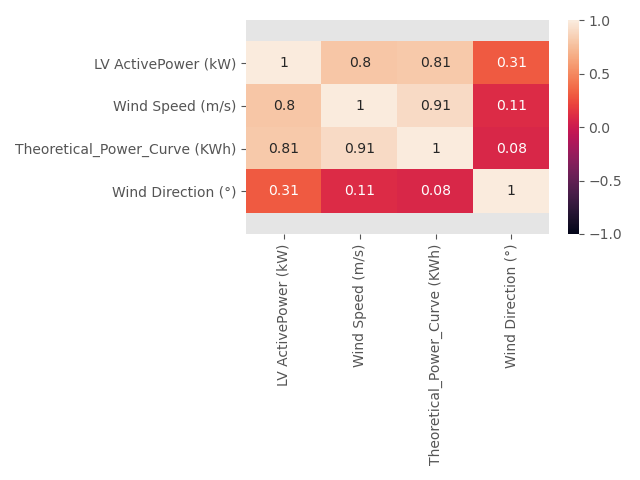 LV ActivePower (kW) 1 0.8 0.81 0.31
Wind Speed (m/s) 0.8 1 0.91 0.11
Theoretical_Power_Curve (KWh) 0.81 0.91 1 0.08
Wind Direction (°) 0.31 0.11 0.08 1
LV ActivePower (kW)
Wind Speed (m/s)
Theoretical_Power_Curve (KWh)
Wind Direction (°)
1.0
0.5
0.0
−0.5
−1.0